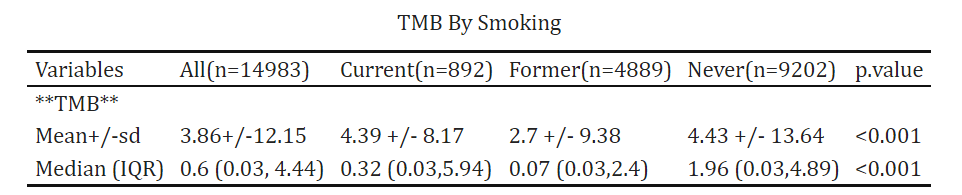 TMB By Smoking
Variables All(n=14983) Current(n=892) Former(n=4889) Never(n=9202) p.value
**TMB**
Mean+/-sd 3.86+/-12.15 4.39 +/- 8.17 2.7 +/- 9.38 4.43 +/- 13.64 <0.001
Median (IQR) 0.6 (0.03, 4.44) 0.32 (0.03,5.94) 0.07 (0.03,2.4) 1.96 (0.03,4.89) <0.001